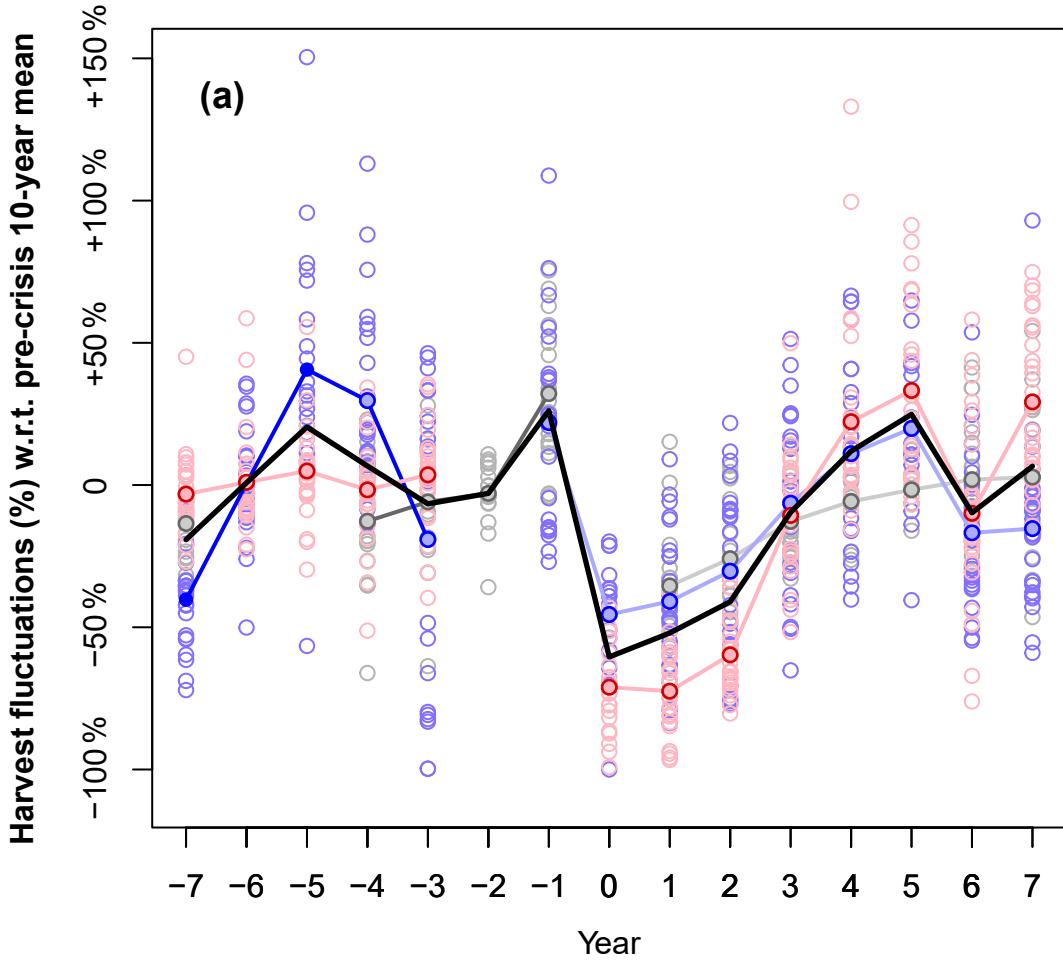 (a)
Harvest fluctuations (%) w.r.t. pre-crisis 10-year mean
+150 %
+100 %
+50 %
0
−50 %
−100 %
−7 −6 −5 −4 −3 −2 −1 0 1 2 3 4 5 6 7
Year